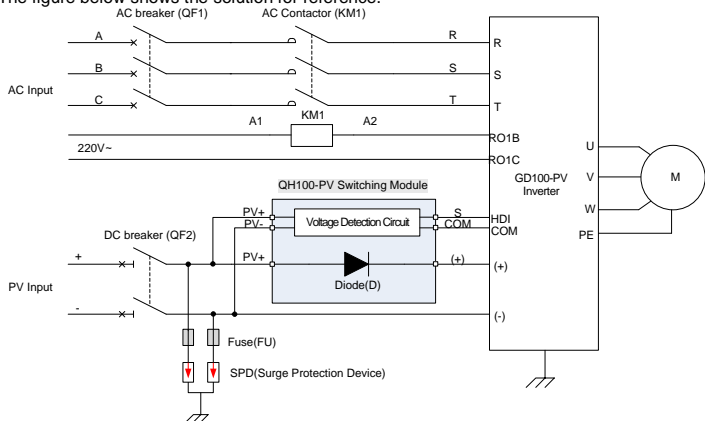 The figure below shows the solution for reference.
AC breaker (QF1) AC Contactor (KM1)
A R R
B S S
AC Input
C T T
A1 KM1 A2
RO1B
220V~
RO1C
U
GD100-PV
Inverter
V M
QH100-PV Switching Module
W
PV+ Voltage Detection Circuit S HDI
PV- COM COM
PE
DC breaker (QF2)
+ PV+ (+) (+)
PV Input
Diode(D)
- (-)
Fuse(FU)
SPD(Surge Protection Device)